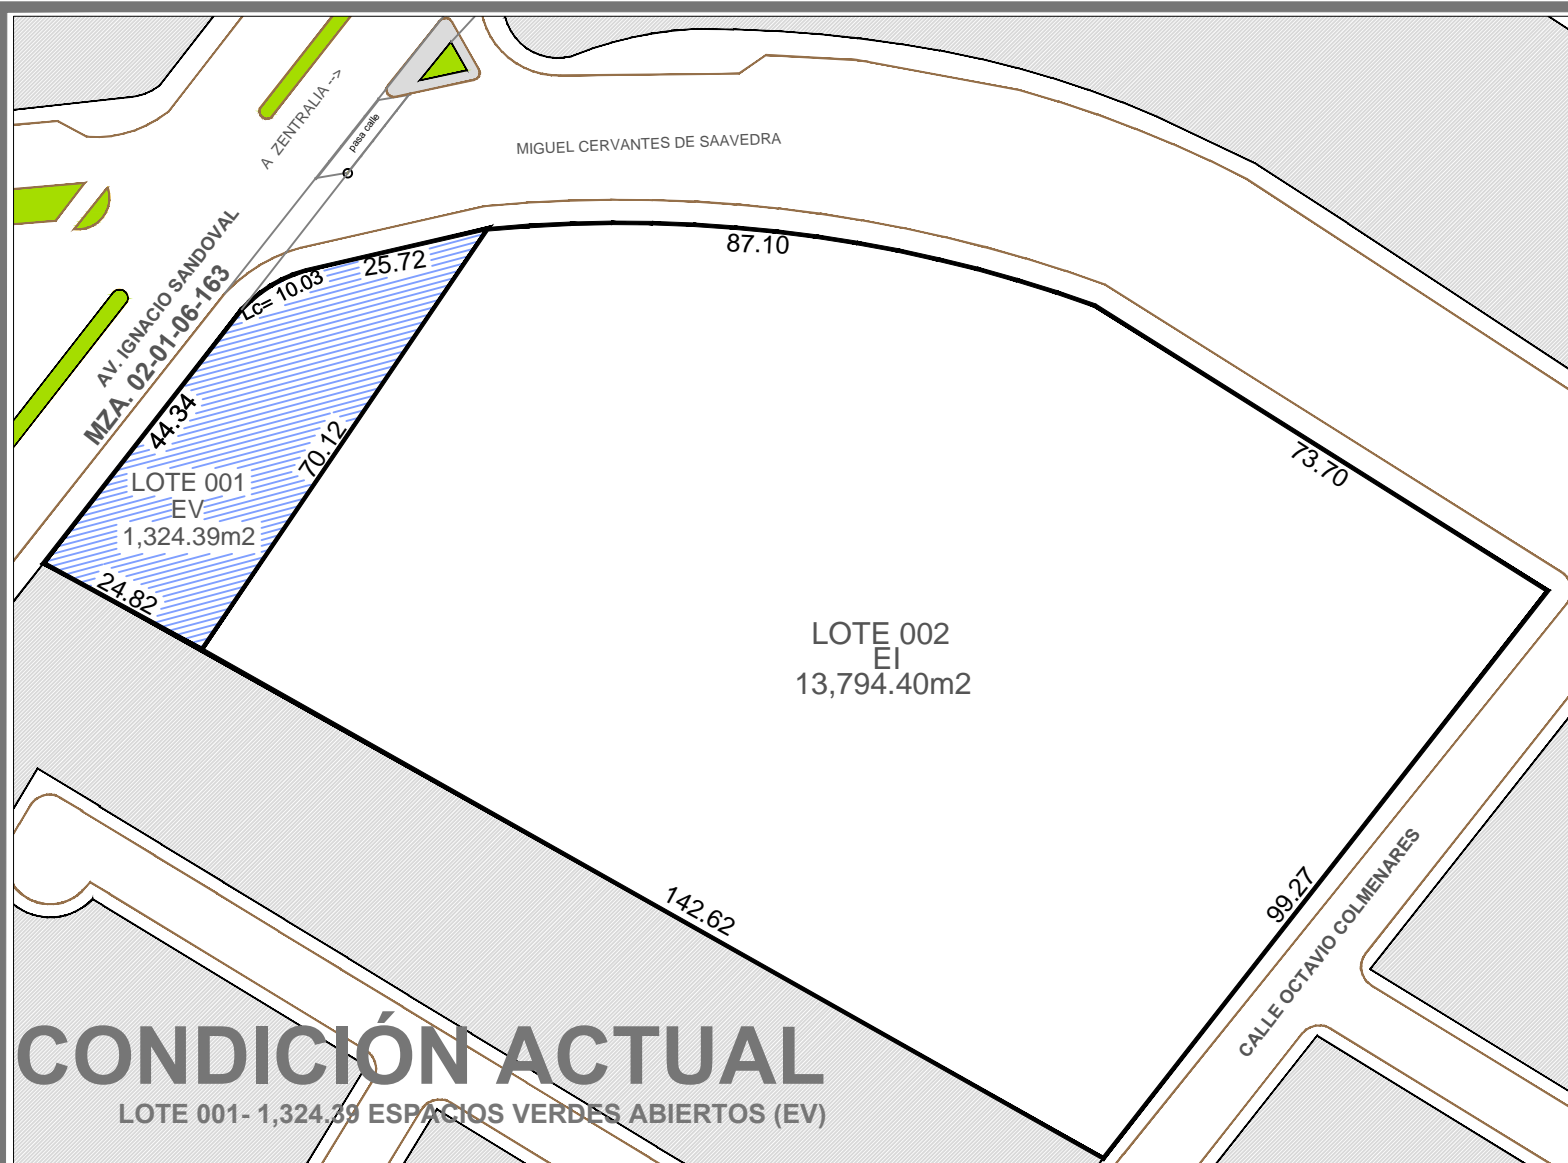 A ZENTRALIA -->
pasa calle
MIGUEL CERVANTES DE SAAVEDRA
AV. IGNACIO SANDOVAL
MZA. 02-01-06-163
25.72
Lc= 10.03
87.10
44.34
70.12
73.70
LOTE 001
EV
1,324.39m2
24.82
LOTE 002
EI
13,794.40m2
142.62
99.27
CALLE OCTAVIO COLMENARES
CONDICIÓN ACTUAL
LOTE 001- 1,324.39 ESPACIOS VERDES ABIERTOS (EV)